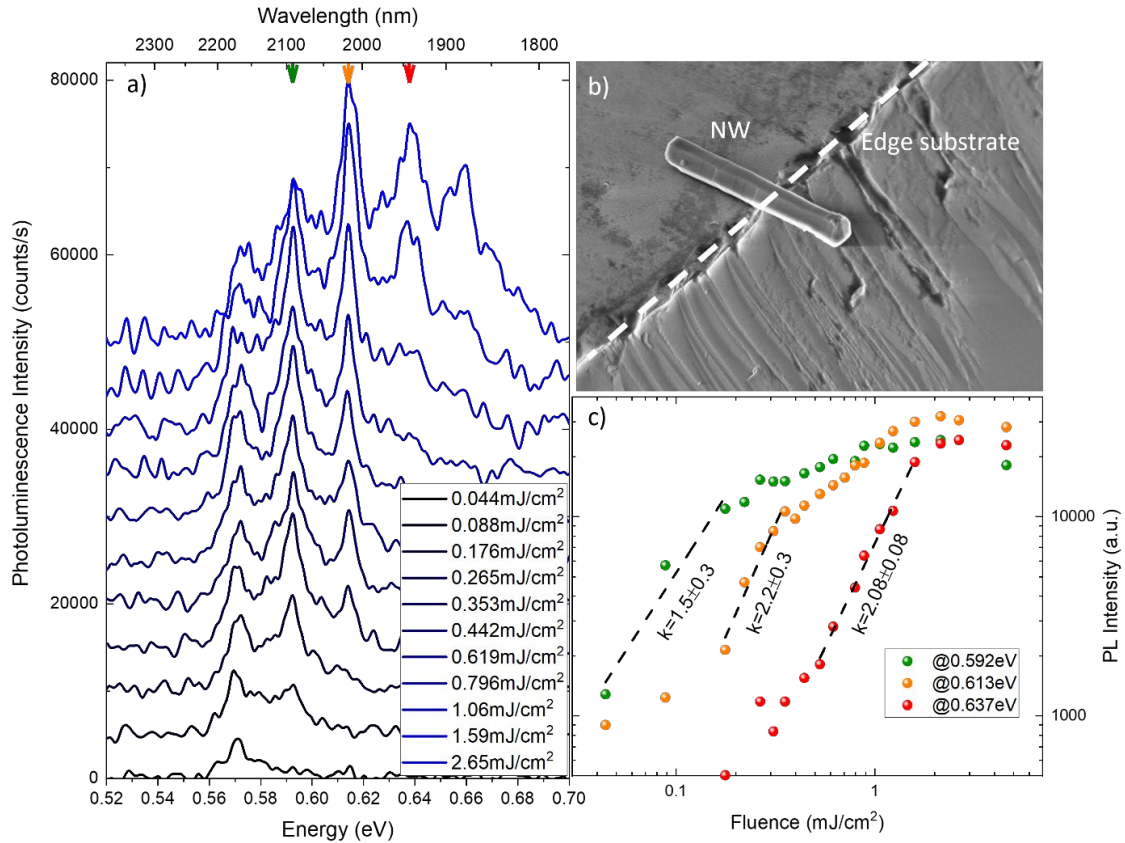 Wavelength (nm)
2300 2200 2100 2000 1900 1800
80000
60000
40000
20000
0
a)
Photoluminescence Intensity (counts/s)
0.044mJ/cm²
0.088mJ/cm²
0.176mJ/cm²
0.265mJ/cm²
0.353mJ/cm²
0.442mJ/cm²
0.619mJ/cm²
0.796mJ/cm²
1.06mJ/cm²
1.59mJ/cm²
2.65mJ/cm²
0.52 0.54 0.56 0.58 0.60 0.62 0.64 0.66 0.68 0.70
Energy (eV)
b)
NW
Edge substrate
c)
k=1.5±0.3
k=2.2±0.3
k=2.08±0.08
@0.592eV
@0.613eV
@0.637eV
10000
1000
PL Intensity (a.u.)
0.1 1
Fluence (mJ/cm²)